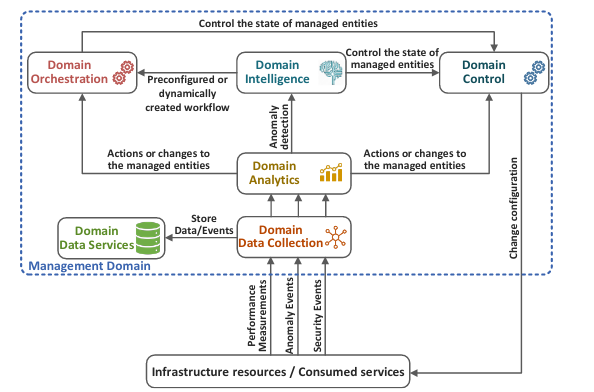 Control the state of managed entities
Domain
Orchestration
Preconfigured or
dynamically
created workflow
Domain
Intelligence
Control the state of
managed entities
Domain
Control
Anomaly
detection
Actions or changes to
the managed entities
Domain
Analytics
Actions or changes to
the managed entities
Change configuration
Domain
Data Services
Store
Data/Events
Domain
Data Collection
Management Domain
Performance
Measurements
Anomaly Events
Security Events
Infrastructure resources / Consumed services